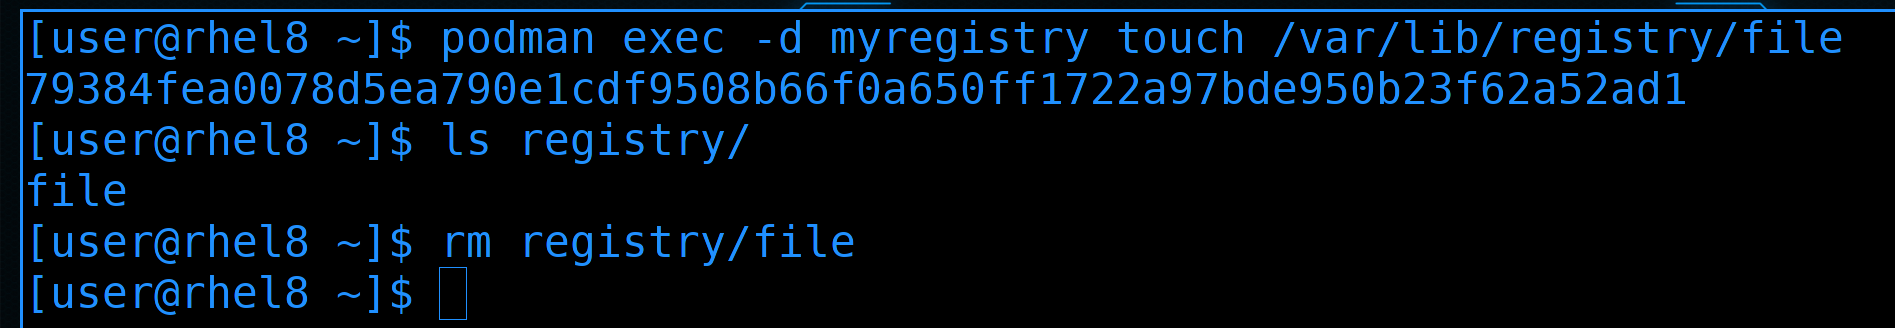 [user@rhel8 ~]$ podman exec -d myregistry touch /var/lib/registry/file
79384fea0078d5ea790e1cdf9508b66f0a650ff1722a97bde950b23f62a52ad1
[user@rhel8 ~]$ ls registry/
file
[user@rhel8 ~]$ rm registry/file
[user@rhel8 ~]$